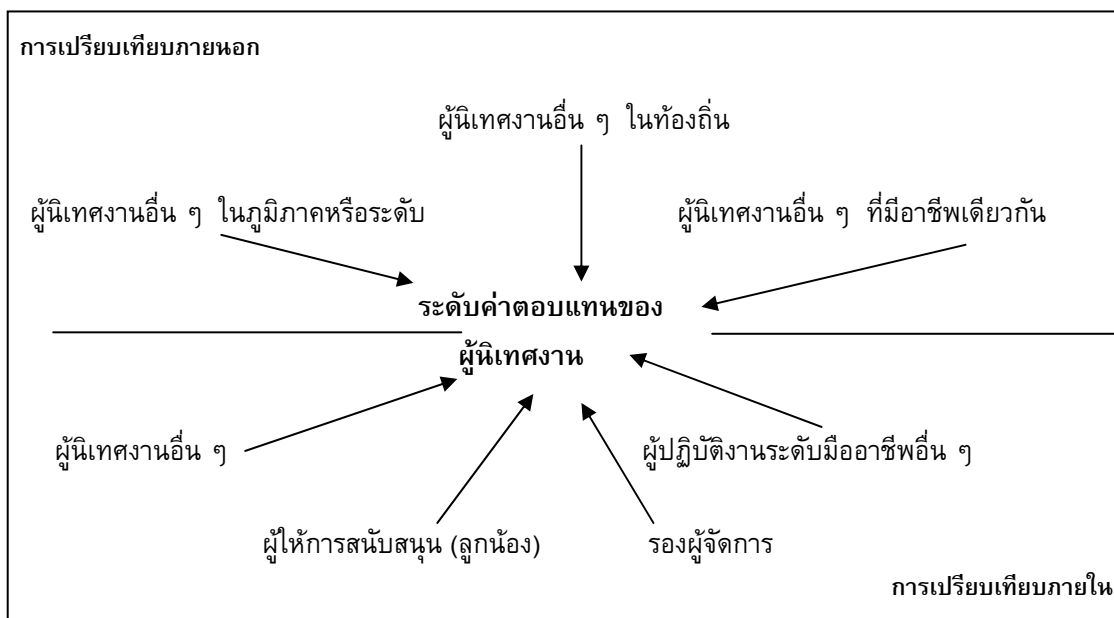 การเปรียบเทียบภายนอก
ผู้นิเทศงานอื่น ๆ ในท้องถิ่น
ผู้นิเทศงานอื่น ๆ ในภูมิภาคหรือระดับ
ผู้นิเทศงานอื่น ๆ ที่มีอาชีพเดียวกัน
ระดับค่าตอบแทนของ
ผู้นิเทศงาน
ผู้นิเทศงานอื่น ๆ
ผู้ปฏิบัติงานระดับมืออาชีพอื่น ๆ
ผู้ให้การสนับสนุน (ลูกน้อง)
รองผู้จัดการ
การเปรียบเทียบภายใน